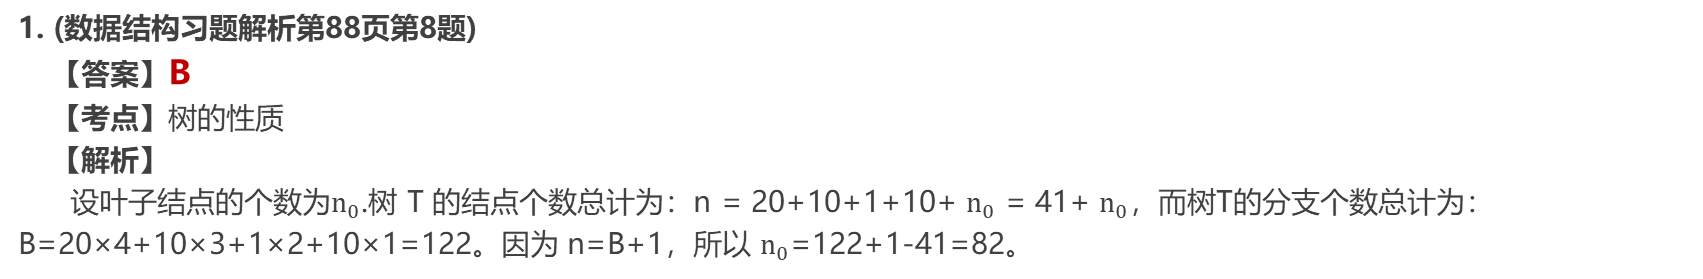 1. (数据结构习题解析第88页第8题)
【答案】B
【考点】树的性质
【解析】
设叶子结点的个数为n₀.树 T 的结点个数总计为：n = 20+10+1+10+ n₀ = 41+ n₀，而树T的分支个数总计为：
B=20×4+10×3+1×2+10×1=122。因为 n=B+1，所以 n₀=122+1-41=82。